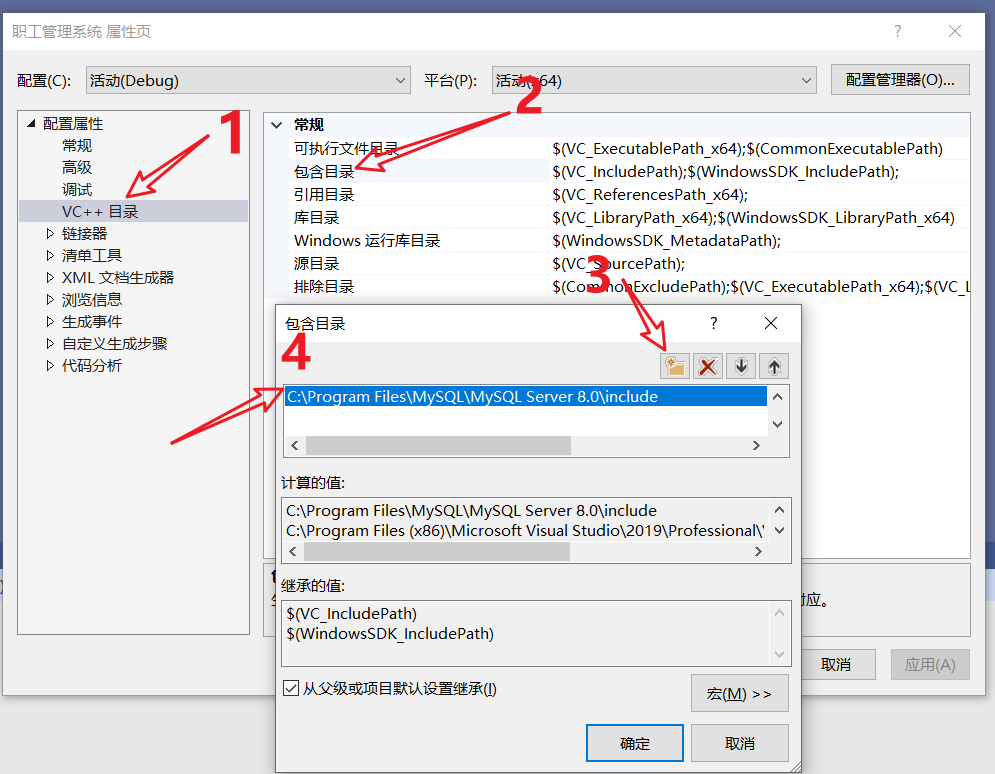 职工管理系统 属性页
?
配置(C): 活动(Debug) 平台(P): 活动(x64) 配置管理器(O)...
配置属性
常规
高级
调试
VC++ 目录
链接器
清单工具
XML 文档生成器
浏览信息
生成事件
自定义生成步骤
代码分析
1
2
常规
可执行文件目录 $(VC_ExecutablePath_x64);$(CommonExecutablePath)
包含目录 $(VC_IncludePath);$(WindowsSDK_IncludePath);
引用目录 $(VC_ReferencesPath_x64);
库目录 $(VC_LibraryPath_x64);$(WindowsSDK_LibraryPath_x64)
Windows 运行库目录 $(WindowsSDK_MetadataPath);
源目录 $(VC_SourcePath);
排除目录 $(CommonExcludePath);$(VC_ExecutablePath_x64);$(VC_L
3
包含目录
?
4
C:\Program Files\MySQL\MySQL Server 8.0\include
计算的值:
C:\Program Files\MySQL\MySQL Server 8.0\include
C:\Program Files (x86)\Microsoft Visual Studio\2019\Professional\
继承的值:
$(VC_IncludePath)
$(WindowsSDK_IncludePath)
从父级或项目默认设置继承(I)
宏(M) >>
确定
取消
对应。
取消
应用(A)